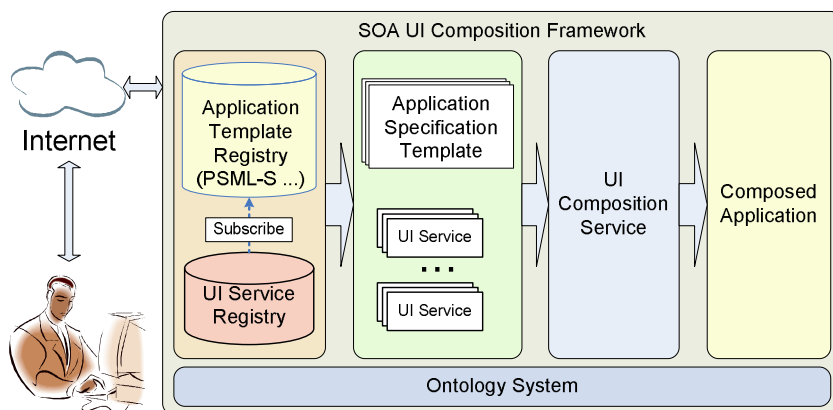 SOA UI Composition Framework
Internet
Application
Template
Registry
(PSML-S ...)
Subscribe
UI Service
Registry
Application
Specification
Template
UI Service
...
UI Service
UI
Composition
Service
Composed
Application
Ontology System